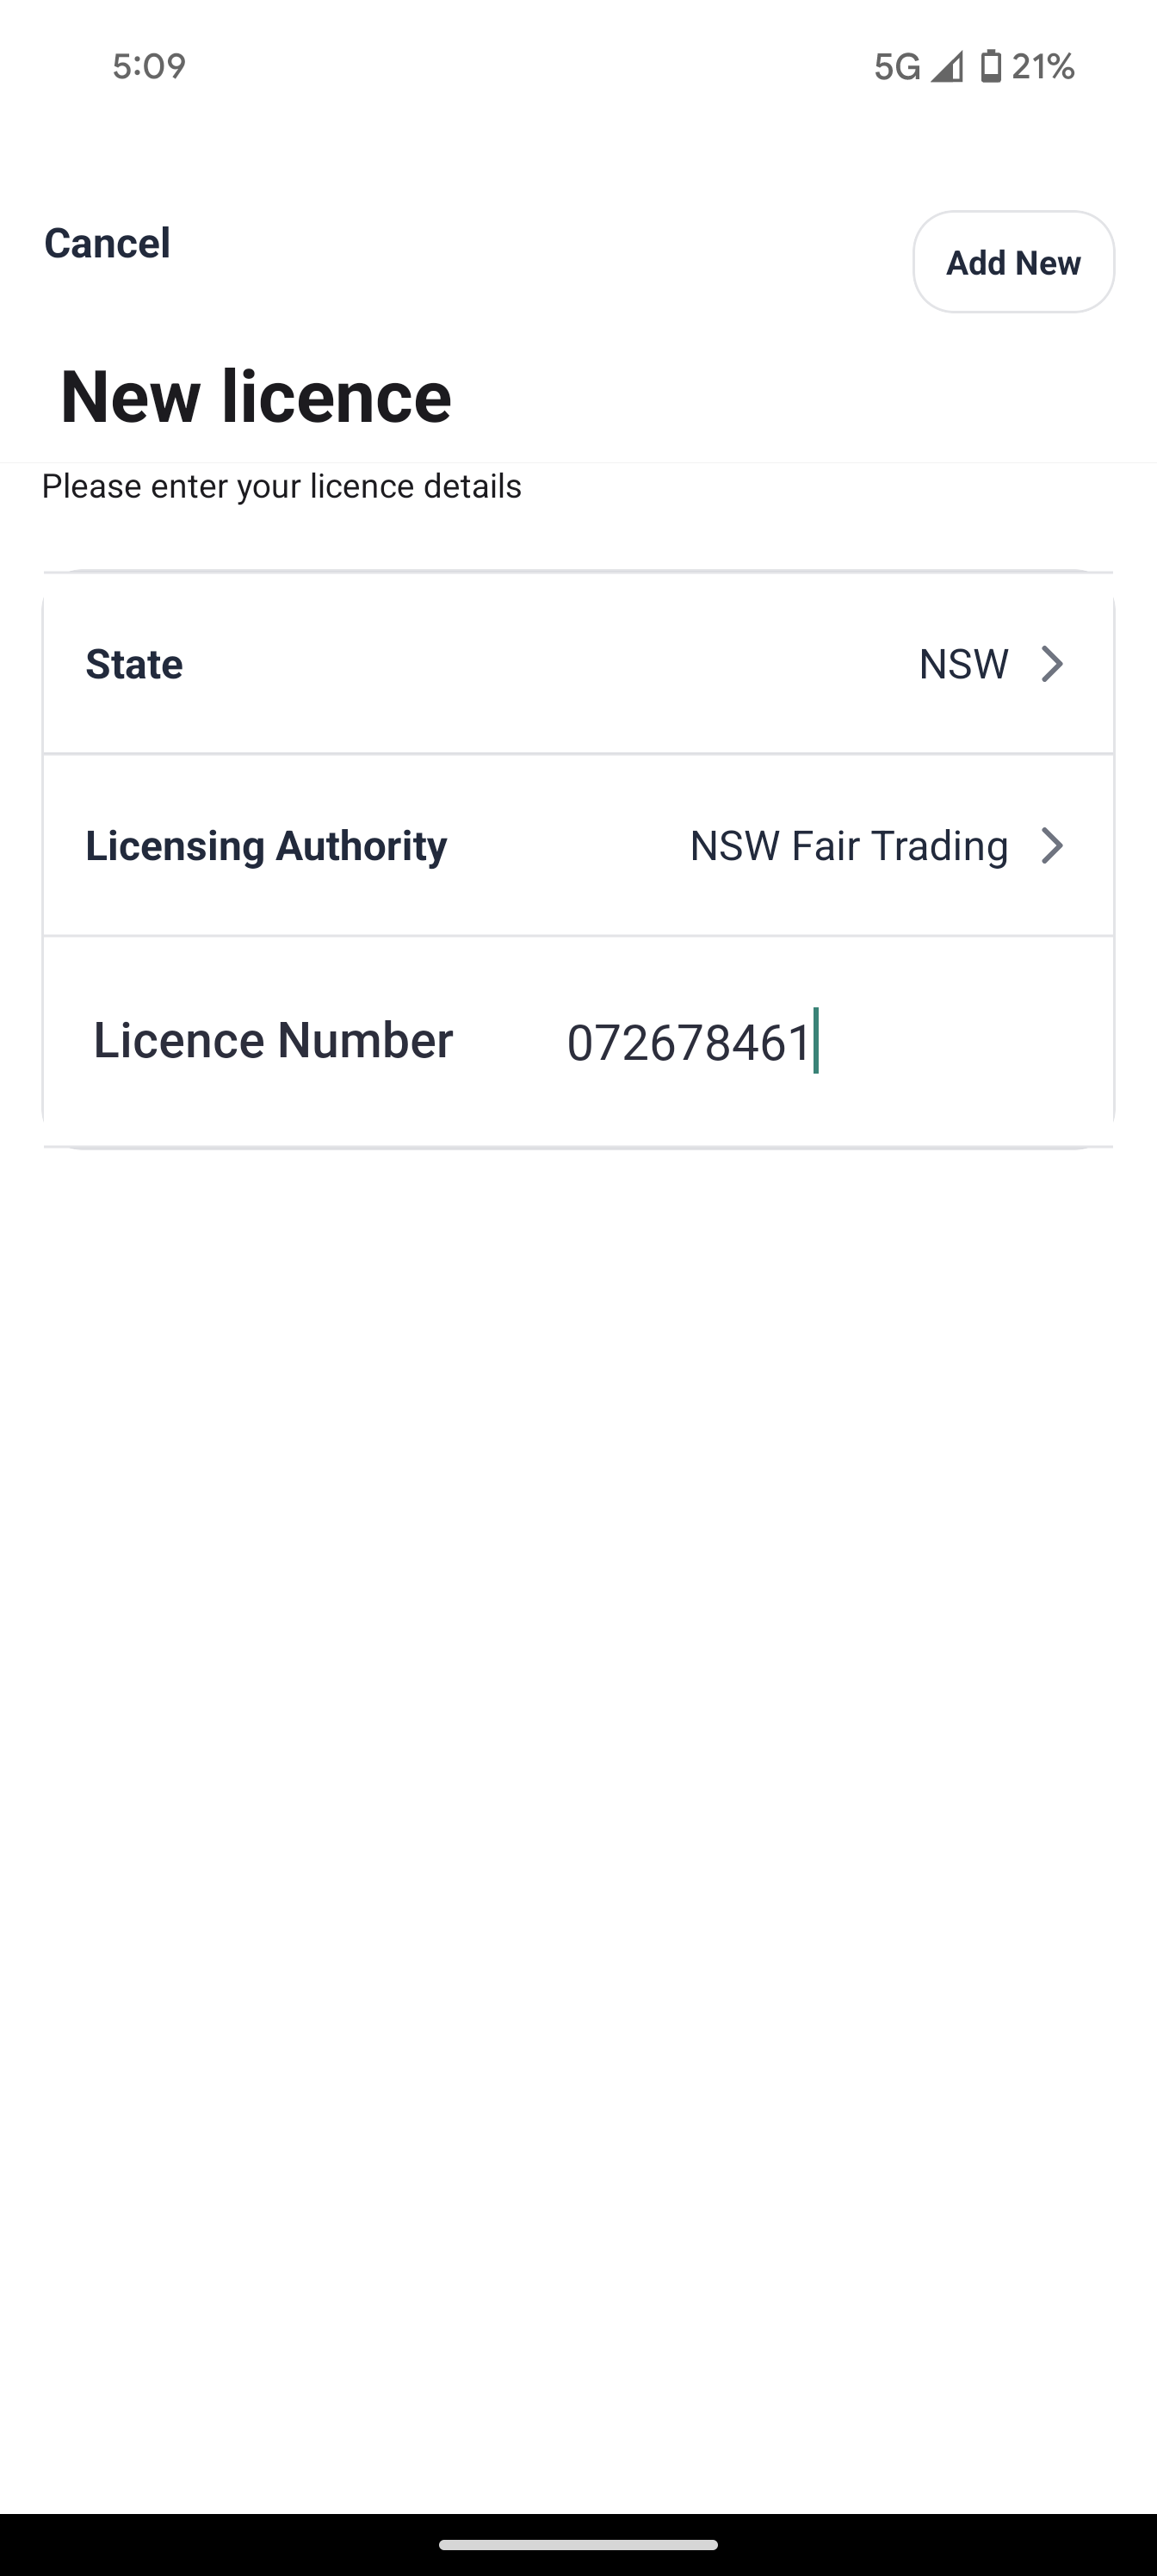 5:09
5G 21%
Cancel
Add New
New licence
Please enter your licence details
State NSW
Licensing Authority NSW Fair Trading
Licence Number 072678461